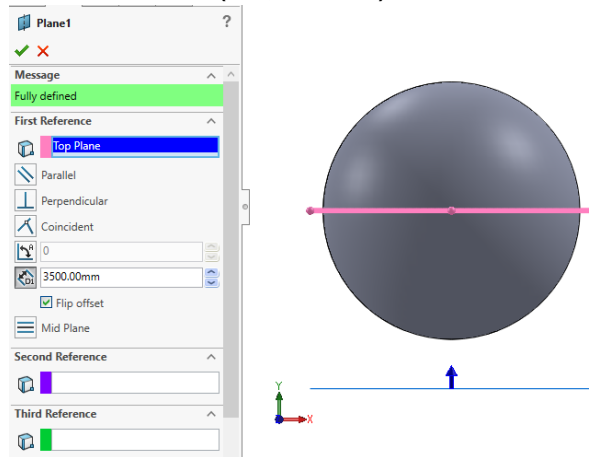 Plane1
?
Message
Fully defined
First Reference
Top Plane
Parallel
Perpendicular
Coincident
0
3500.00mm
Flip offset
Mid Plane
Second Reference
Third Reference
Y
X